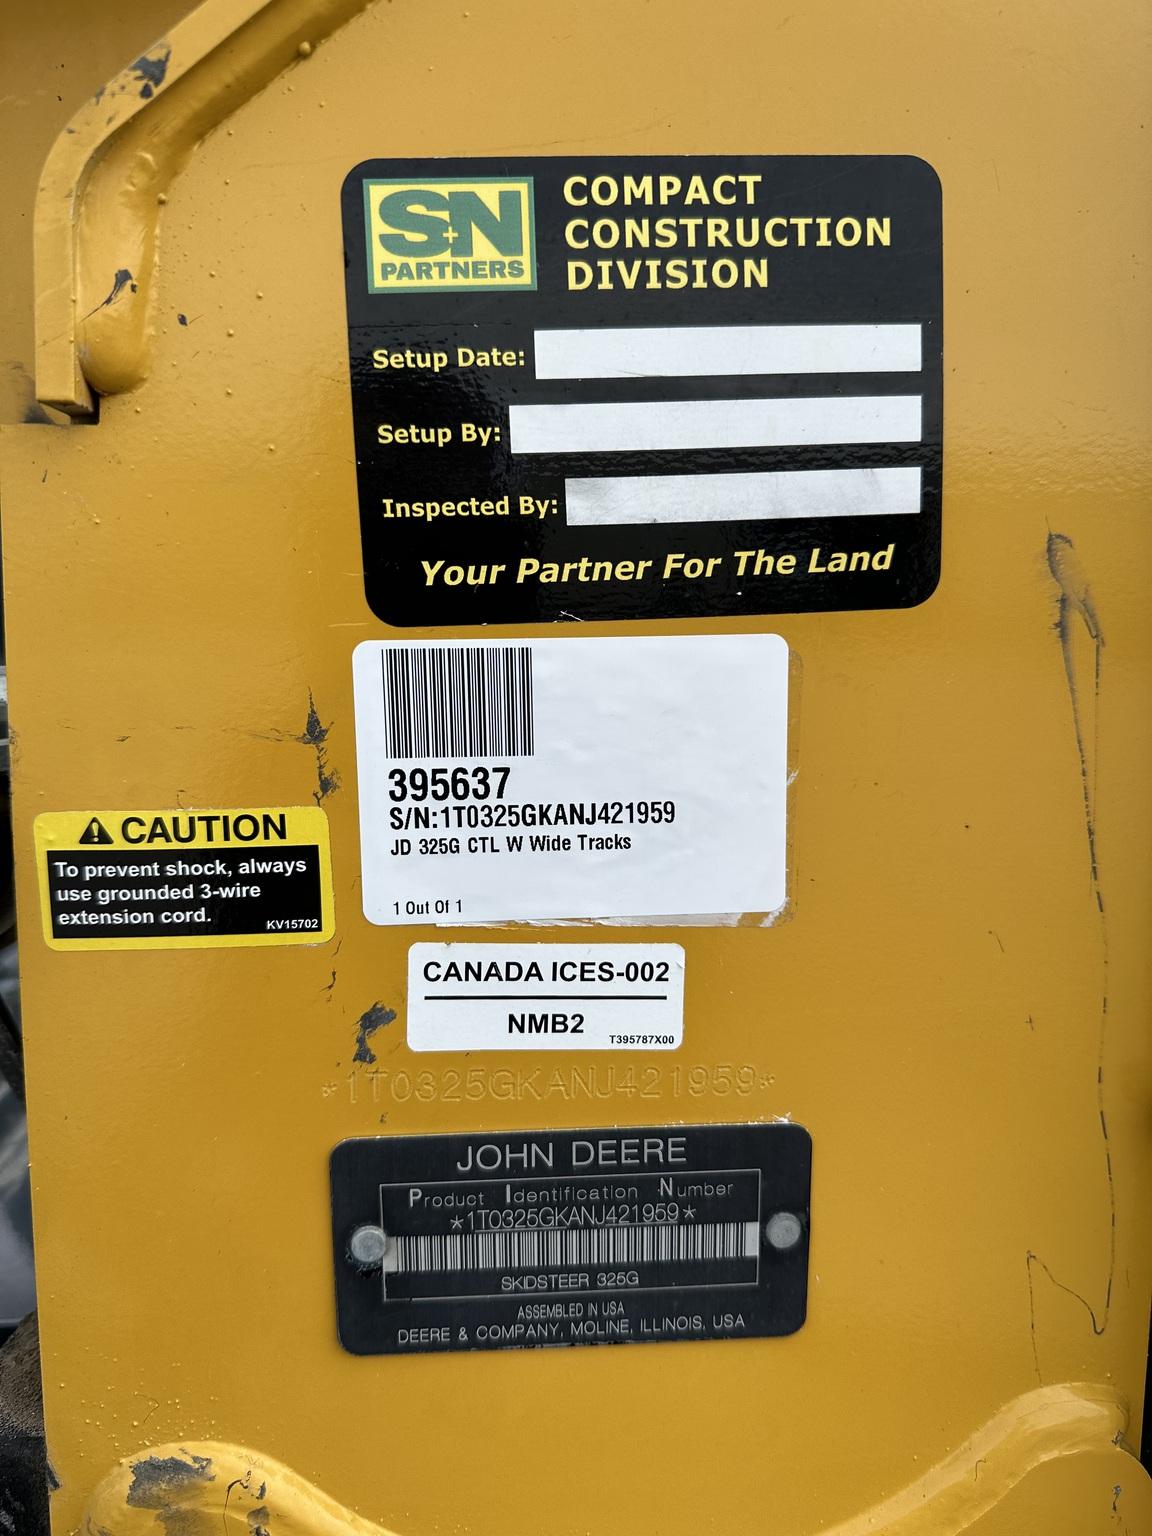 S+N
PARTNERS
COMPACT
CONSTRUCTION
DIVISION
Setup Date:
Setup By:
Inspected By:
Your Partner For The Land
395637
S/N:1T0325GKANJ421959
JD 325G CTL W Wide Tracks
1 Out Of 1
CAUTION
To prevent shock, always
use grounded 3-wire
extension cord.
KV15702
CANADA ICES-002
NMB2
T395787X00
*1T0325GKANJ421959*
JOHN DEERE
Product Identification Number
*1T0325GKANJ421959*
SKIDSTEER 325G
ASSEMBLED IN USA
DEERE & COMPANY, MOLINE, ILLINOIS, USA